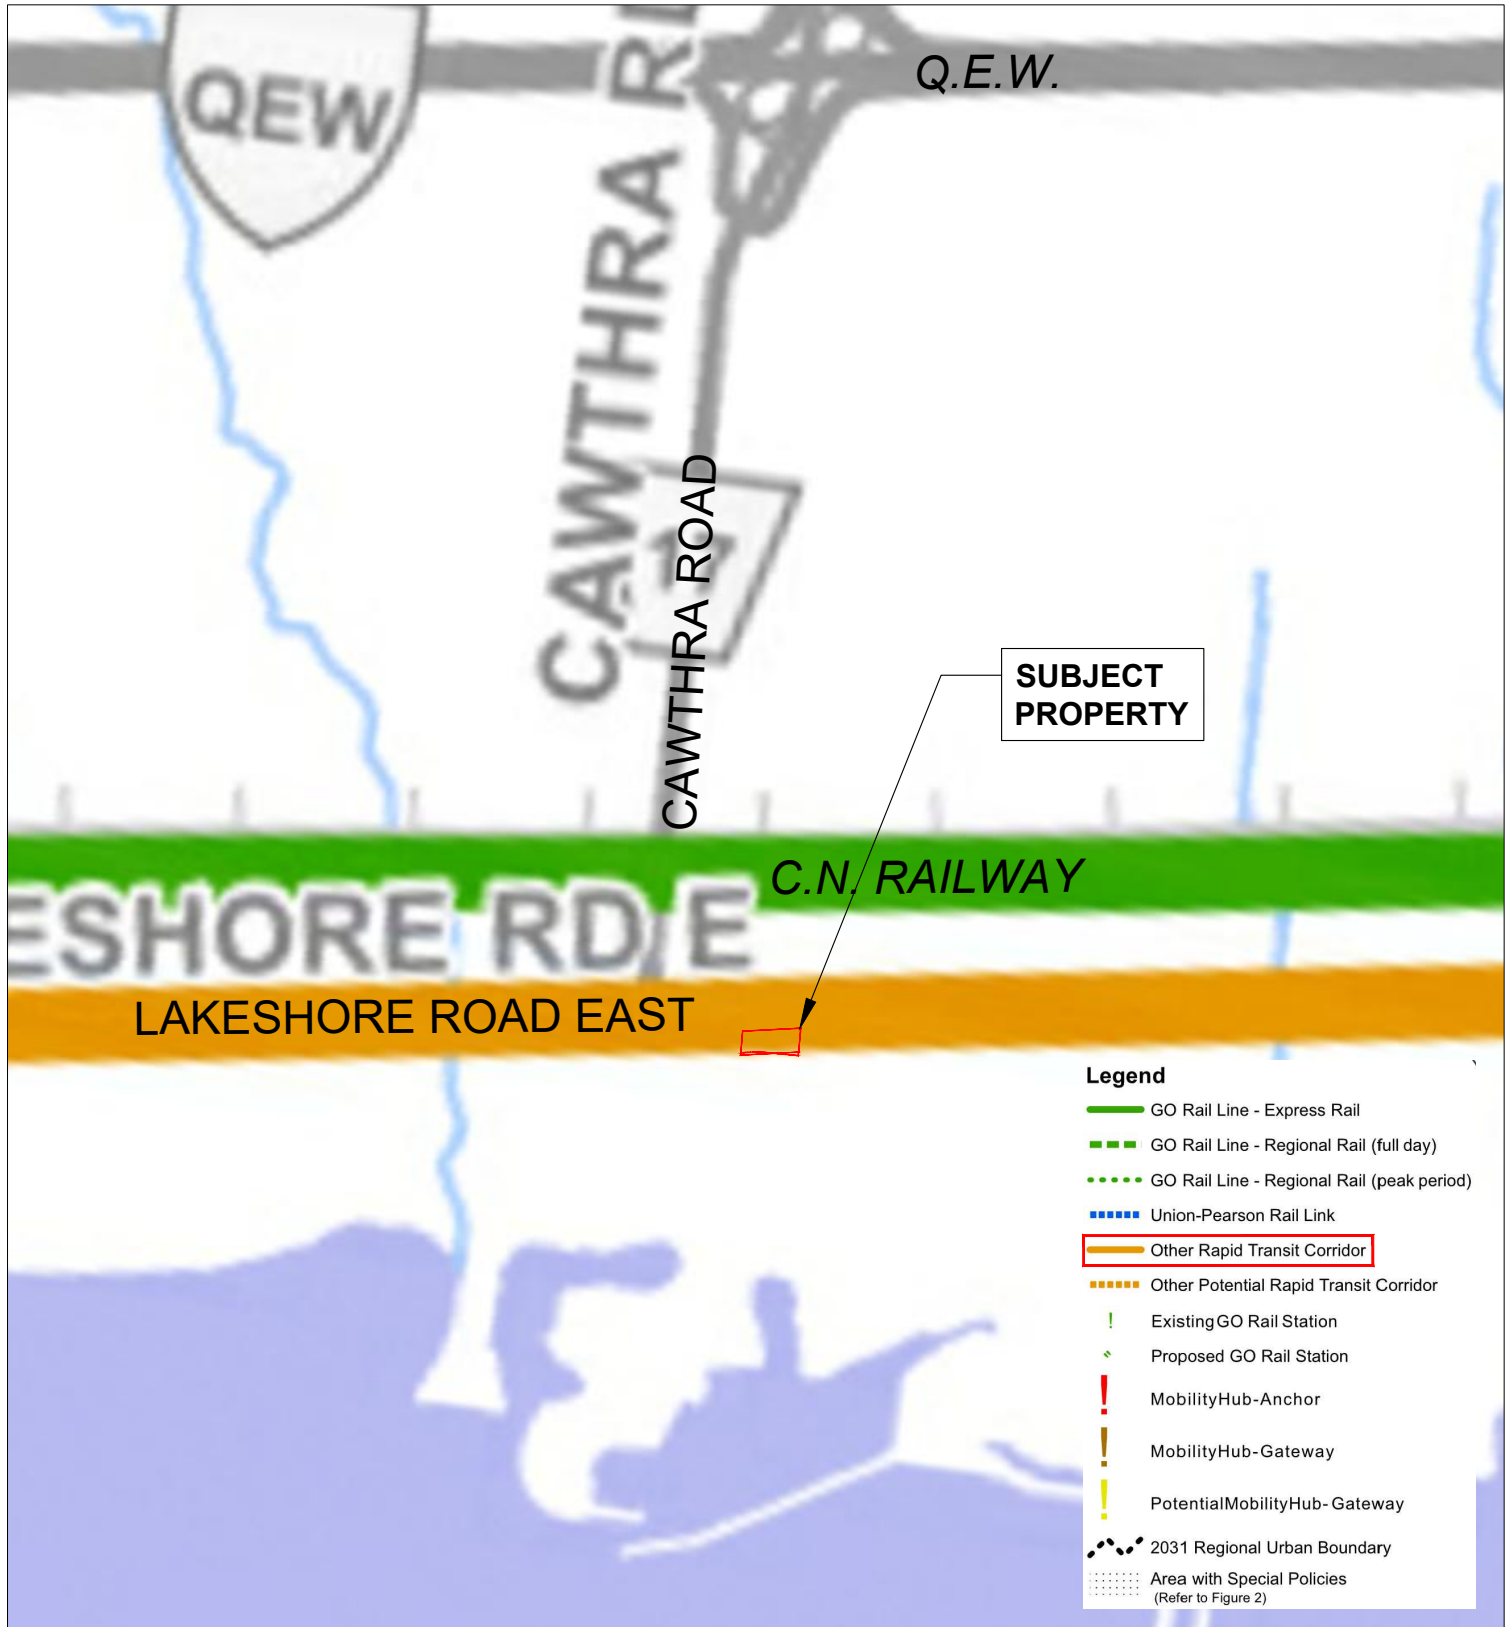 QEW
Q.E.W.
CAWTHRA RD
CAWTHRA ROAD
SUBJECT
PROPERTY
C.N. RAILWAY
ESHORE RD E
LAKESHORE ROAD EAST
Legend
GO Rail Line - Express Rail
GO Rail Line - Regional Rail (full day)
GO Rail Line - Regional Rail (peak period)
Union-Pearson Rail Link
Other Rapid Transit Corridor
Other Potential Rapid Transit Corridor
! Existing GO Rail Station
Proposed GO Rail Station
! MobilityHub-Anchor
! MobilityHub-Gateway
! PotentialMobilityHub-Gateway
2031 Regional Urban Boundary
Area with Special Policies
(Refer to Figure 2)